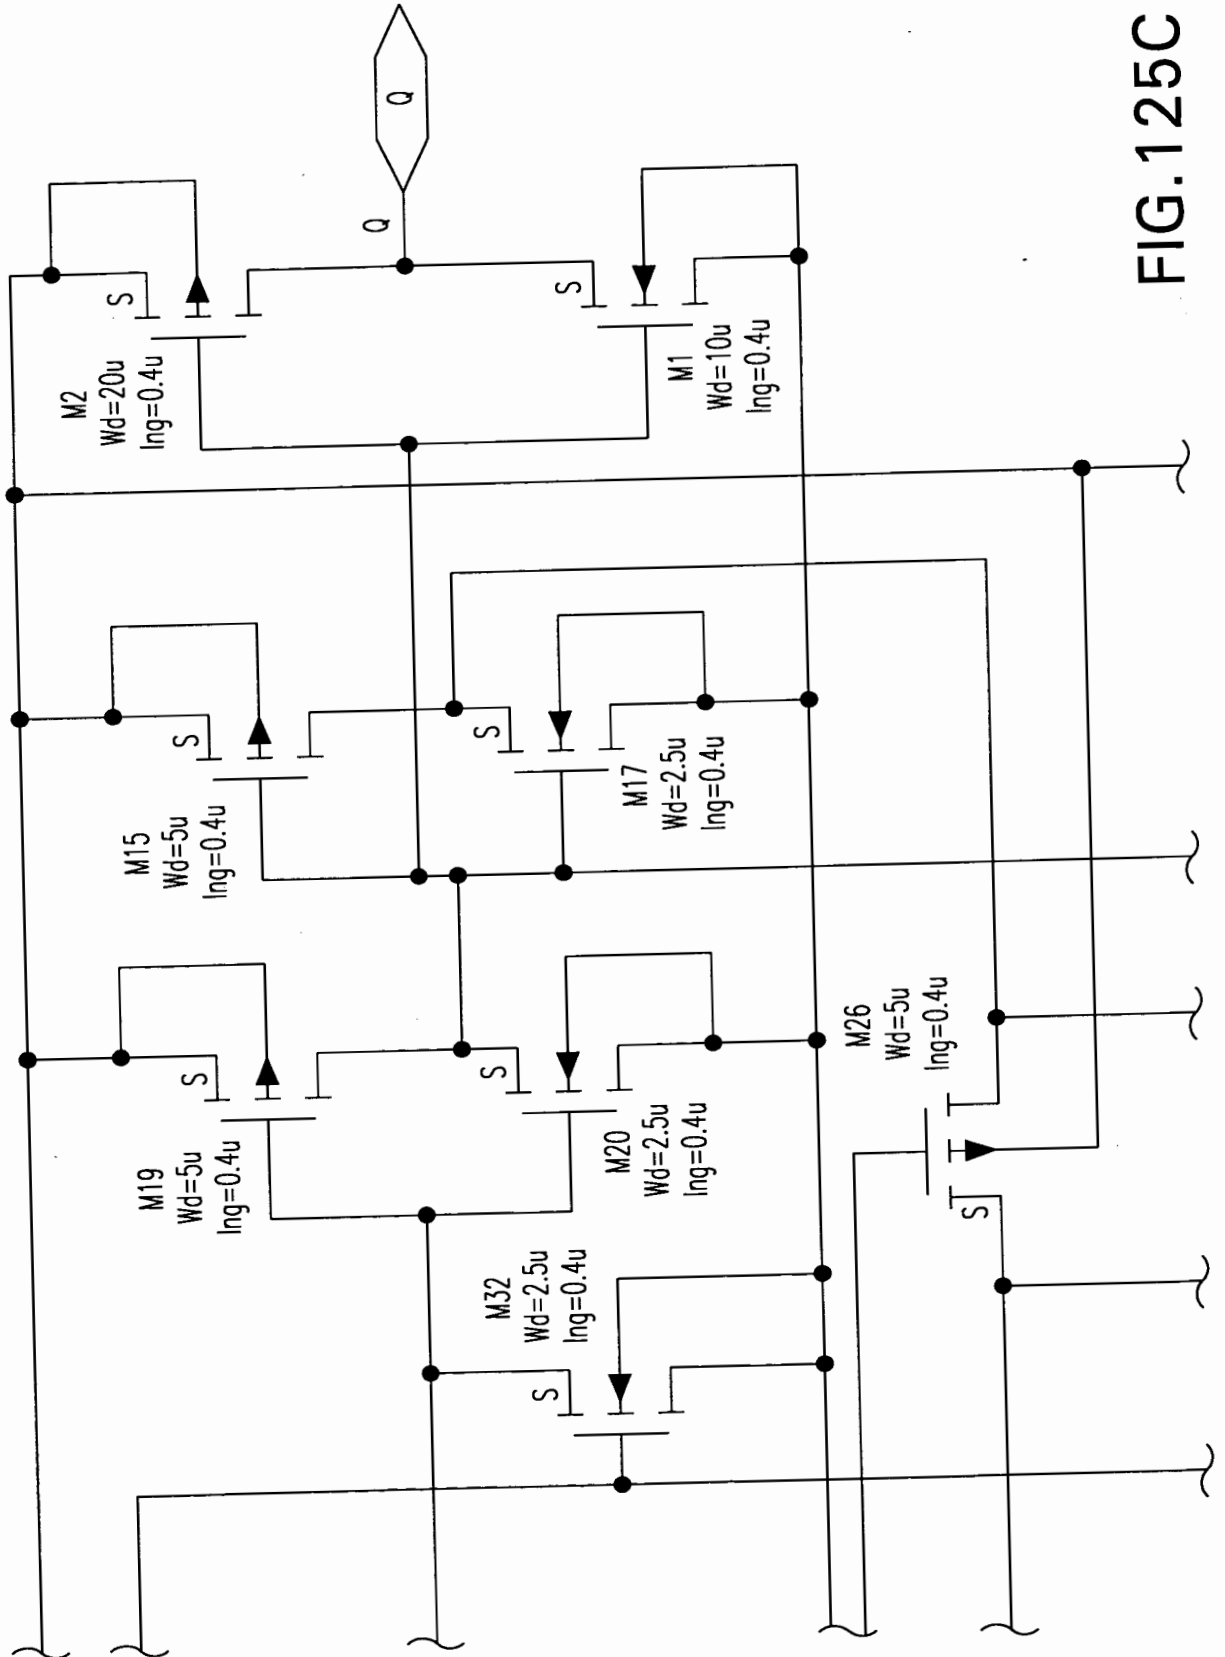 M2
Wd=20u
lng=0.4u
S
Q
Q
S
M1
Wd=10u
lng=0.4u
M15
Wd=5u
lng=0.4u
S
S
M17
Wd=2.5u
lng=0.4u
M19
Wd=5u
lng=0.4u
S
S
M20
Wd=2.5u
lng=0.4u
M32
Wd=2.5u
lng=0.4u
S
M26
Wd=5u
lng=0.4u
S
FIG.125C